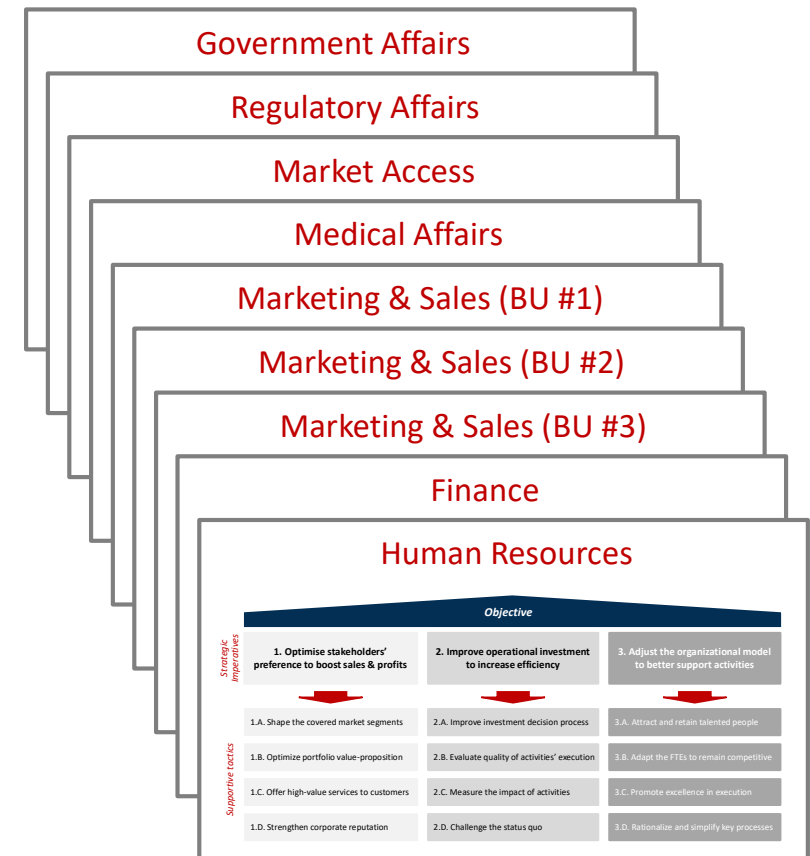 Government Affairs
Regulatory Affairs
Market Access
Medical Affairs
Marketing & Sales (BU #1)
Marketing & Sales (BU #2)
Marketing & Sales (BU #3)
Finance
Human Resources
Objective
Strategic
Imperatives
1. Optimise stakeholders’
preference to boost sales & profits
2. Improve operational investment
to increase efficiency
3. Adjust the organizational model
to better support activities
Supportive tactics
1.A. Shape the covered market segments
2.A. Improve investment decision process
3.A. Attract and retain talented people
1.B. Optimize portfolio value-proposition
2.B. Evaluate quality of activities’ execution
3.B. Adapt the FTEs to remain competitive
1.C. Offer high-value services to customers
2.C. Measure the impact of activities
3.C. Promote excellence in execution
1.D. Strengthen corporate reputation
2.D. Challenge the status quo
3.D. Rationalize and simplify key processes